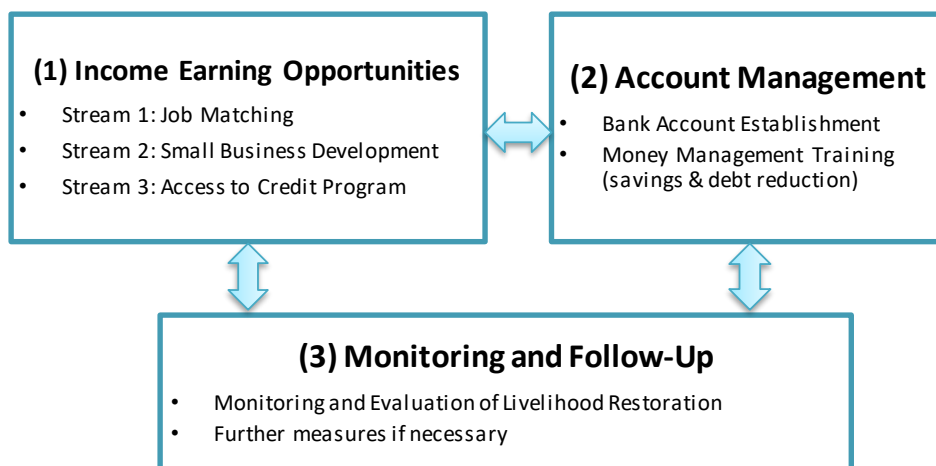 (1) Income Earning Opportunities
• Stream 1: Job Matching
• Stream 2: Small Business Development
• Stream 3: Access to Credit Program
(2) Account Management
• Bank Account Establishment
• Money Management Training
(savings & debt reduction)
(3) Monitoring and Follow-Up
• Monitoring and Evaluation of Livelihood Restoration
• Further measures if necessary